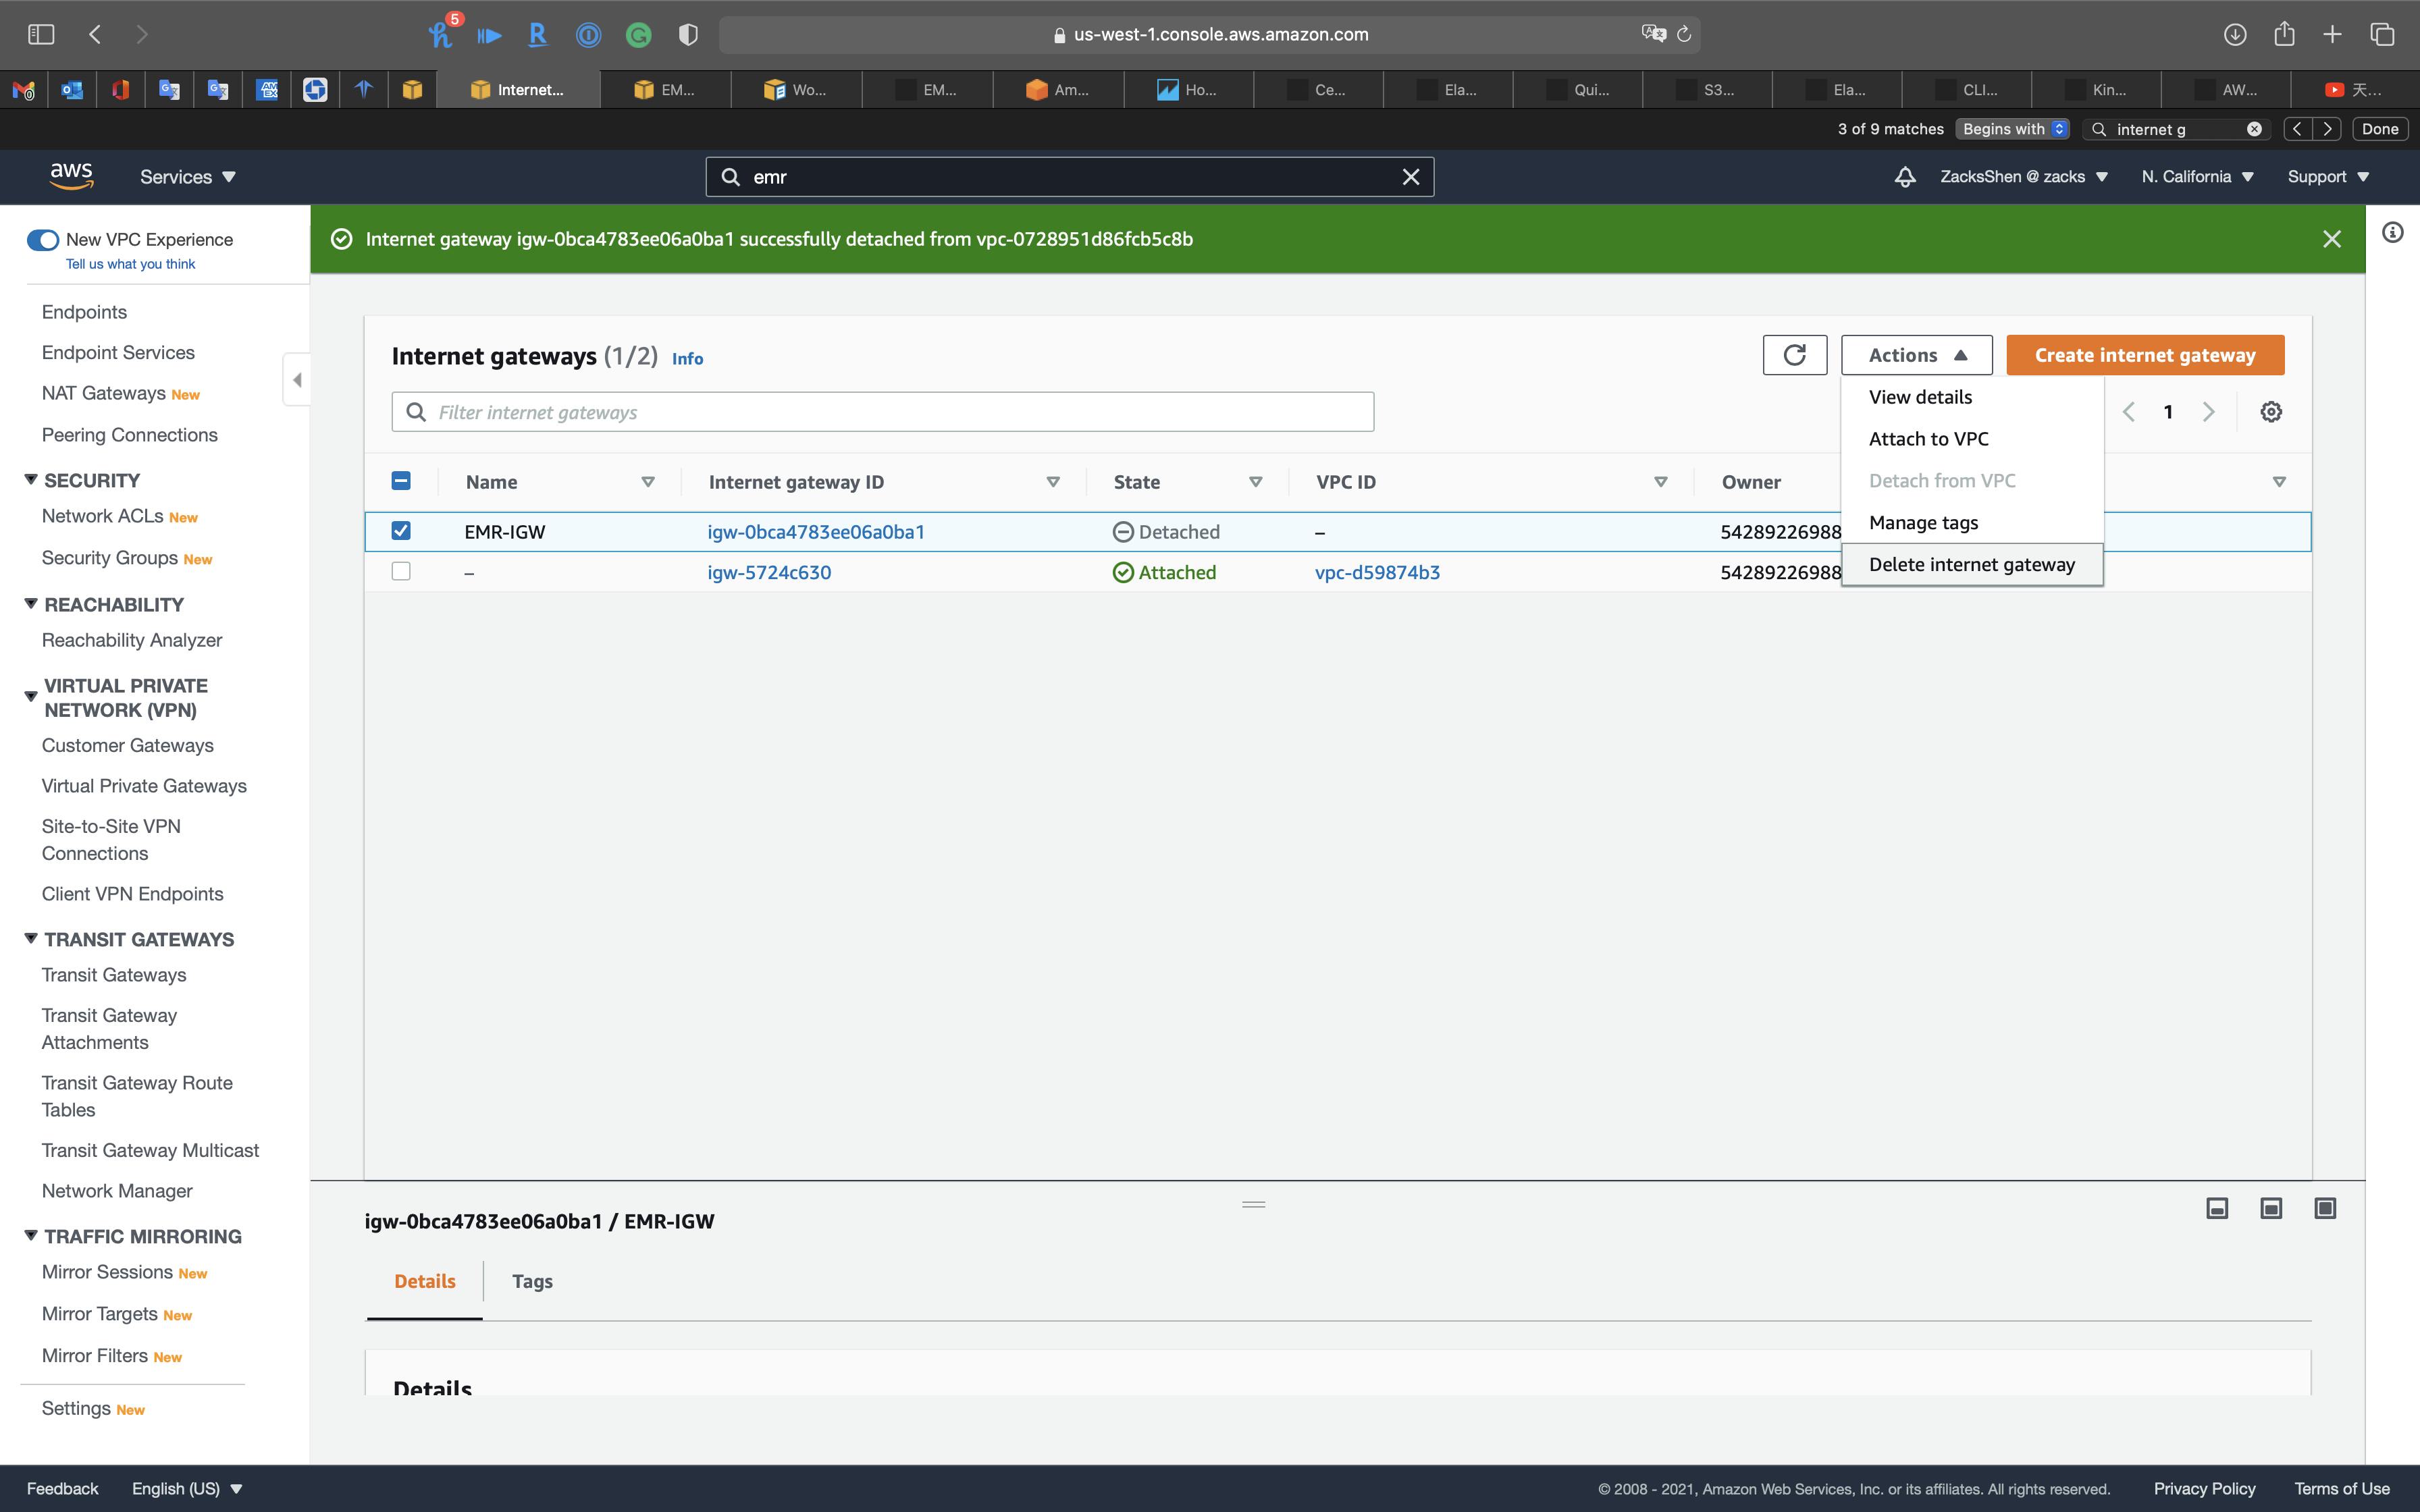 5
us-west-1.console.aws.amazon.com
Internet...
EM...
Wo...
EM...
Am...
Ho...
Ce...
Ela...
Qui...
S3...
Ela...
CLI...
Kin...
AW...
天...
3 of 9 matches
Begins with
internet g
Done
aws
Services
emr
ZacksShen @ zacks
N. California
Support
New VPC Experience
Tell us what you think
Endpoints
Endpoint Services
NAT Gateways New
Peering Connections
SECURITY
Network ACLs New
Security Groups New
REACHABILITY
Reachability Analyzer
VIRTUAL PRIVATE
NETWORK (VPN)
Customer Gateways
Virtual Private Gateways
Site-to-Site VPN
Connections
Client VPN Endpoints
TRANSIT GATEWAYS
Transit Gateways
Transit Gateway
Attachments
Transit Gateway Route
Tables
Transit Gateway Multicast
Network Manager
TRAFFIC MIRRORING
Mirror Sessions New
Mirror Targets New
Mirror Filters New
Settings New
Internet gateway igw-0bca4783ee06a0ba1 successfully detached from vpc-0728951d86fcb5c8b
Internet gateways (1/2) Info
Actions
Create internet gateway
Filter internet gateways
1
View details
Attach to VPC
Detach from VPC
Manage tags
Delete internet gateway
Name
Internet gateway ID
State
VPC ID
Owner
EMR-IGW
igw-0bca4783ee06a0ba1
Detached
–
54289226988
–
igw-5724c630
Attached
vpc-d59874b3
54289226988
igw-0bca4783ee06a0ba1 / EMR-IGW
Details
Tags
Details
Feedback
English (US)
© 2008 - 2021, Amazon Web Services, Inc. or its affiliates. All rights reserved.
Privacy Policy
Terms of Use